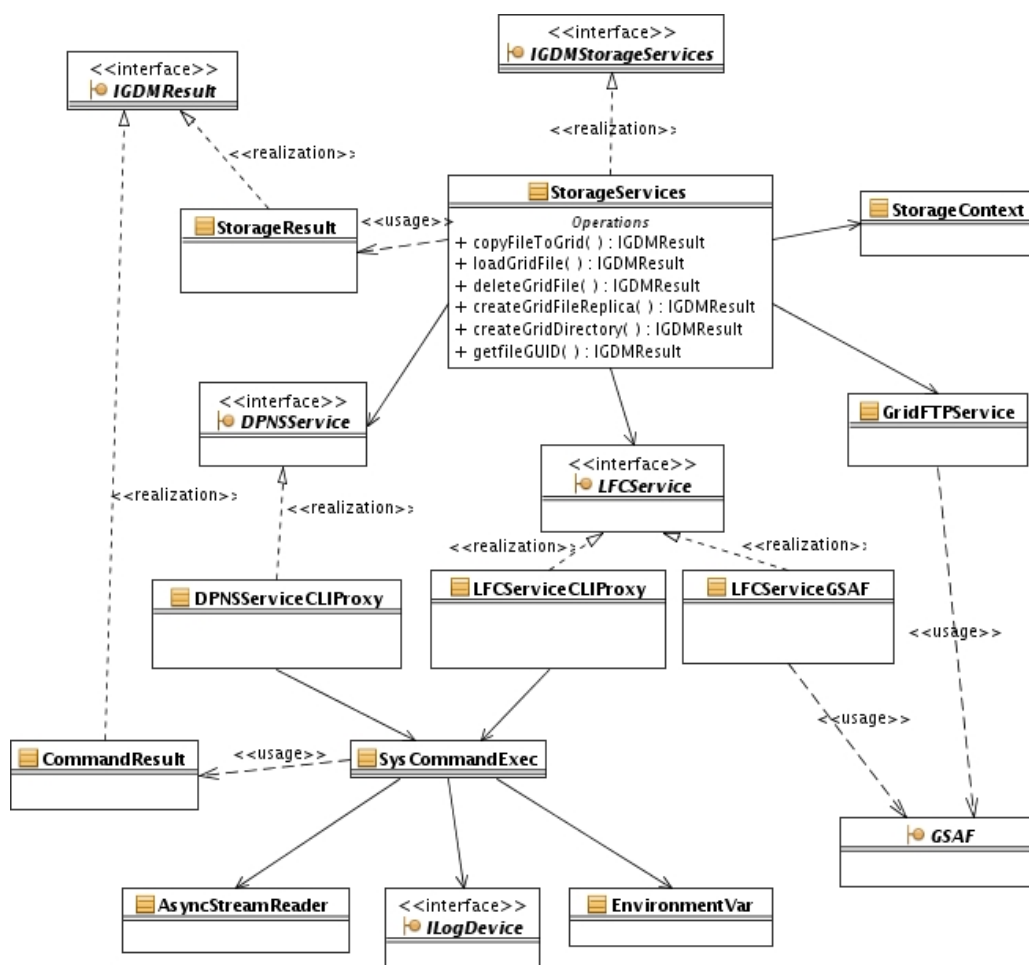 <<interface>>
IGDMStorageServices
<<interface>>
IGDMResult
<<realization>>
<<realization>>
StorageServices
Operations
+ copyFileToGrid( ) : IGDMResult
+ loadGridFile( ) : IGDMResult
+ deleteGridFile( ) : IGDMResult
+ createGridFileReplica( ) : IGDMResult
+ createGridDirectory( ) : IGDMResult
+ getfileGUID( ) : IGDMResult
StorageResult
<<usage>>
StorageContext
<<interface>>
DPNSService
GridFTPService
<<interface>>
LFCService
<<realization>>
<<realization>>
<<realization>>
<<realization>>
DPNSServiceCLIProxy
LFCServiceCLIProxy
LFCServiceGSAF
<<usage>>
<<usage>>
CommandResult
<<usage>>
SysCommandExec
GSAF
AsyncStreamReader
<<interface>>
ILogDevice
EnvironmentVar